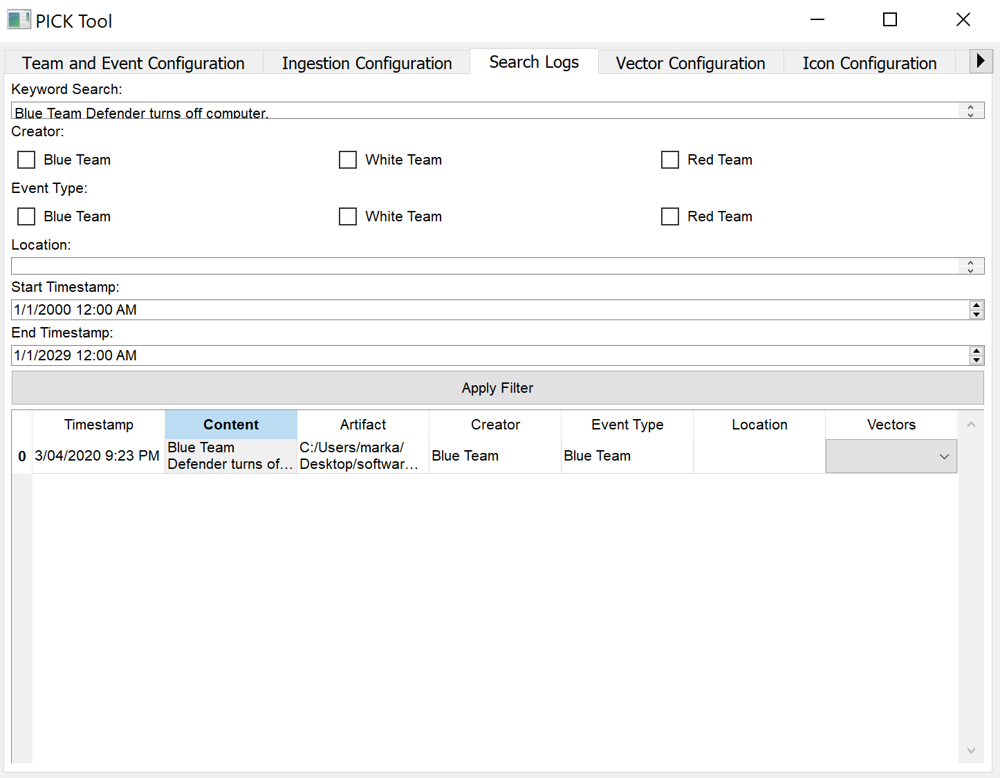 PICK Tool
Team and Event Configuration Ingestion Configuration Search Logs Vector Configuration Icon Configuration
Keyword Search:
Blue Team Defender turns off computer.
Creator:
Blue Team White Team Red Team
Event Type:
Blue Team White Team Red Team
Location:
Start Timestamp:
1/1/2000 12:00 AM
End Timestamp:
1/1/2029 12:00 AM
Apply Filter
Timestamp Content Artifact Creator Event Type Location Vectors
0 3/04/2020 9:23 PM Blue Team Defender turns of... C:/Users/marka/ Desktop/softwar... Blue Team Blue Team